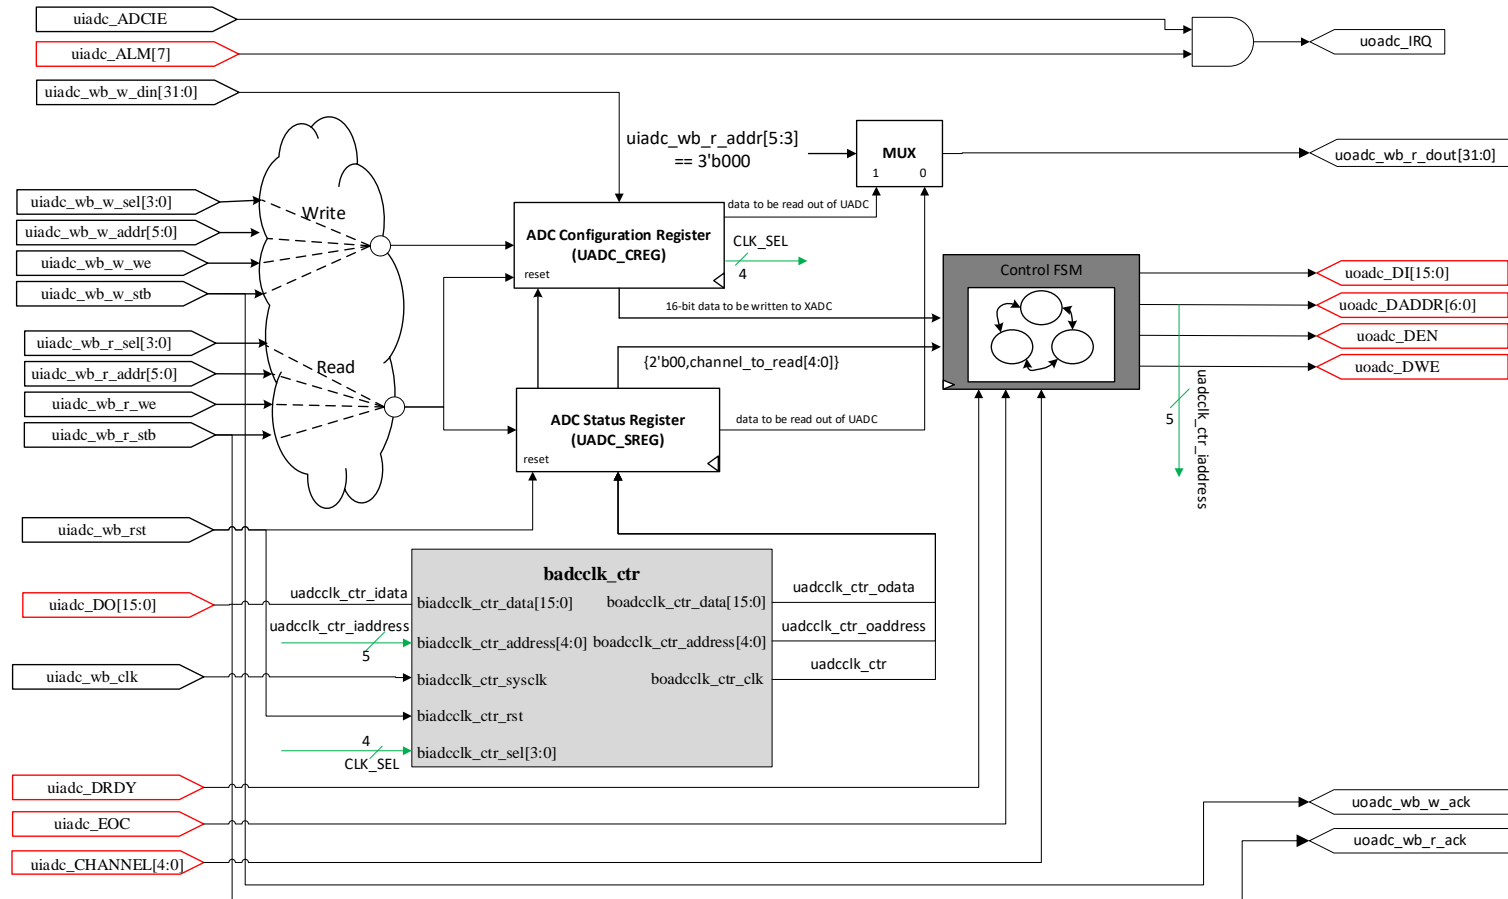 uiadc_ADCIE
uiadc_ALM[7]
uoadc_IRQ
uiadc_wb_w_din[31:0]
uiadc_wb_r_addr[5:3]
== 3'b000
MUX
1 0
uoadc_wb_r_dout[31:0]
uiadc_wb_w_sel[3:0]
uiadc_wb_w_addr[5:0]
uiadc_wb_w_we
uiadc_wb_w_stb
Write
ADC Configuration Register
(UADC_CREG)
reset
data to be read out of UADC
CLK_SEL
4
16-bit data to be written to XADC
Control FSM
uoadc_DI[15:0]
uoadc_DADDR[6:0]
uoadc_DEN
uoadc_DWE
uiadc_wb_r_sel[3:0]
uiadc_wb_r_addr[5:0]
uiadc_wb_r_we
uiadc_wb_r_stb
Read
{2'b00,channel_to_read[4:0]}
ADC Status Register
(UADC_SREG)
reset
data to be read out of UADC
5
uadcclk_ctr_iaddress
uiadc_wb_rst
uiadc_DO[15:0]
uiadc_wb_clk
badcclk_ctr
uadcclk_ctr_idata
biadcclk_ctr_data[15:0]
boadcclk_ctr_data[15:0]
uadcclk_ctr_odata
uadcclk_ctr_iaddress
5
biadcclk_ctr_address[4:0]
boadcclk_ctr_address[4:0]
uadcclk_ctr_oaddress
biadcclk_ctr_sysclk
boadcclk_ctr_clk
uadcclk_ctr
biadcclk_ctr_rst
4
CLK_SEL
biadcclk_ctr_sel[3:0]
uiadc_DRDY
uiadc_EOC
uiadc_CHANNEL[4:0]
uoadc_wb_w_ack
uoadc_wb_r_ack